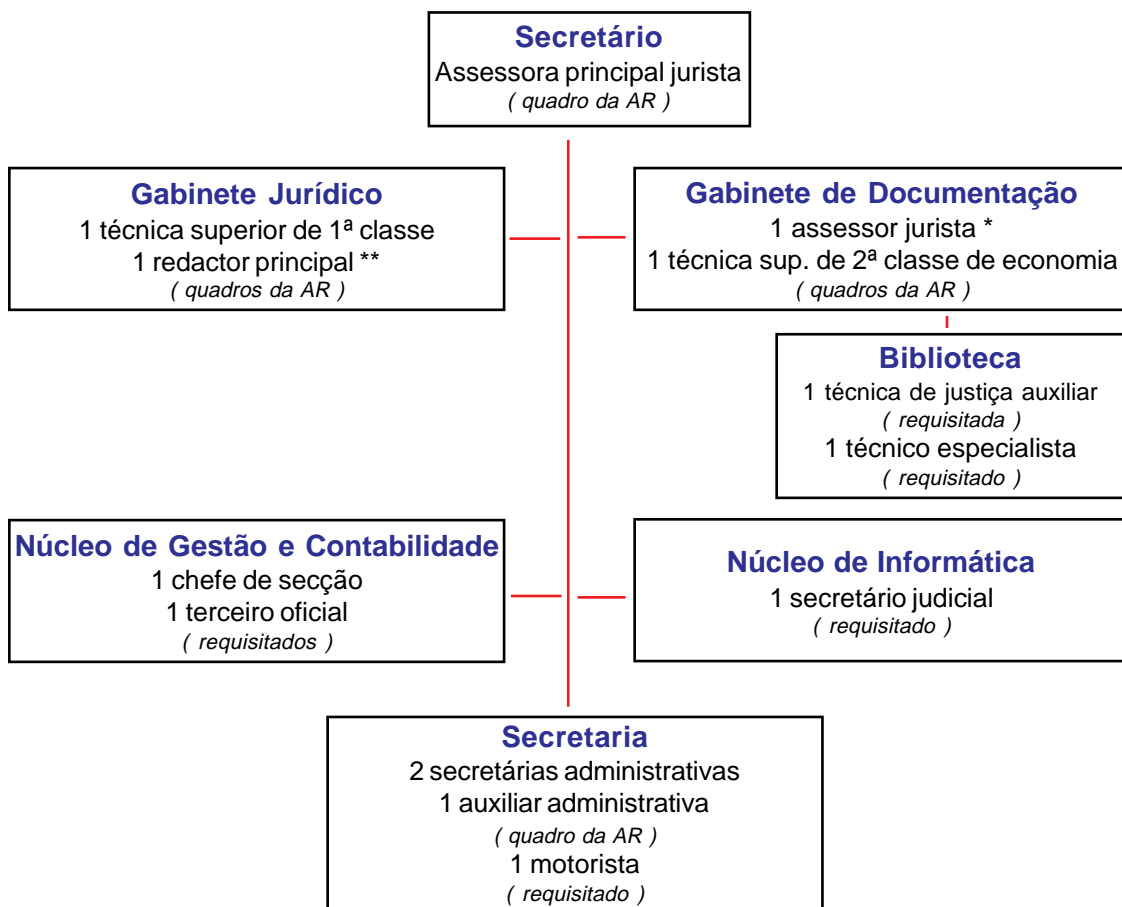 Secretário
Assessora principal jurista
( quadro da AR )
Gabinete Jurídico
1 técnica superior de 1ª classe
1 redactor principal **
( quadros da AR )
Gabinete de Documentação
1 assessor jurista *
1 técnica sup. de 2ª classe de economia
( quadros da AR )
Biblioteca
1 técnica de justiça auxiliar
( requisitada )
1 técnico especialista
( requisitado )
Núcleo de Gestão e Contabilidade
1 chefe de secção
1 terceiro oficial
( requisitados )
Núcleo de Informática
1 secretário judicial
( requisitado )
Secretaria
2 secretárias administrativas
1 auxiliar administrativa
( quadro da AR )
1 motorista
( requisitado )